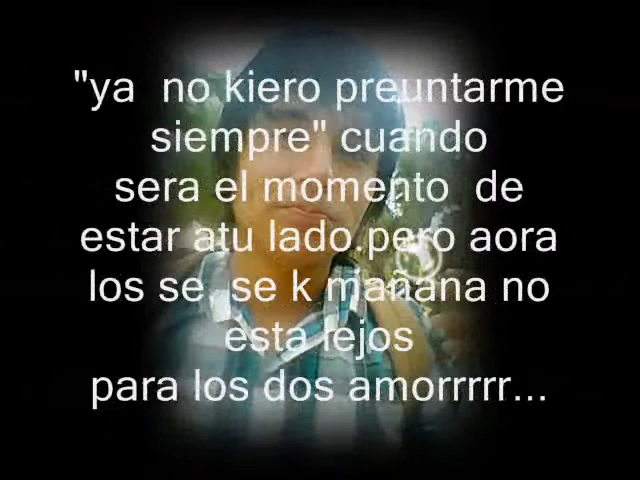 "ya no kiero preuntarme
siempre" cuando
sera el momento de
estar atu lado.pero aora
los se, se k mañana no
esta lejos
para los dos amorrrrr...